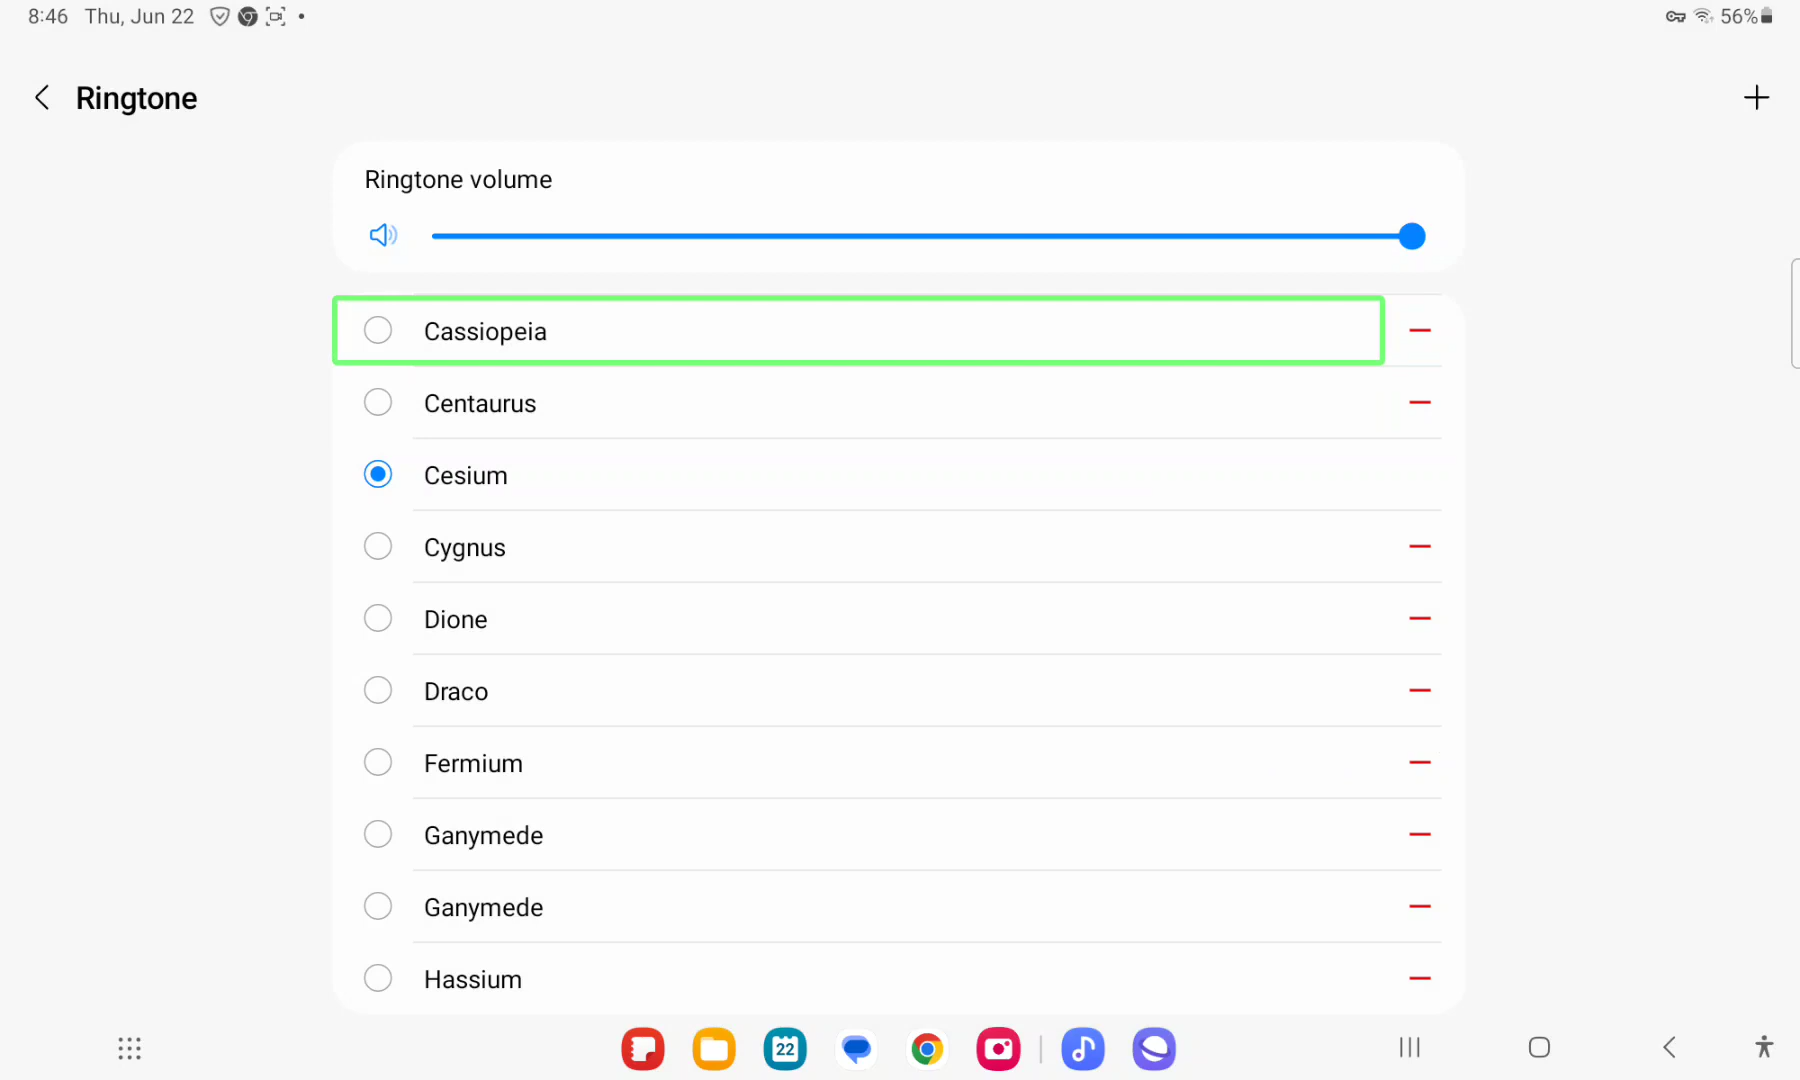 8:46 Thu, Jun 22 56%
Ringtone
Ringtone volume
Cassiopeia
Centaurus
Cesium
Cygnus
Dione
Draco
Fermium
Ganymede
Ganymede
Hassium
22